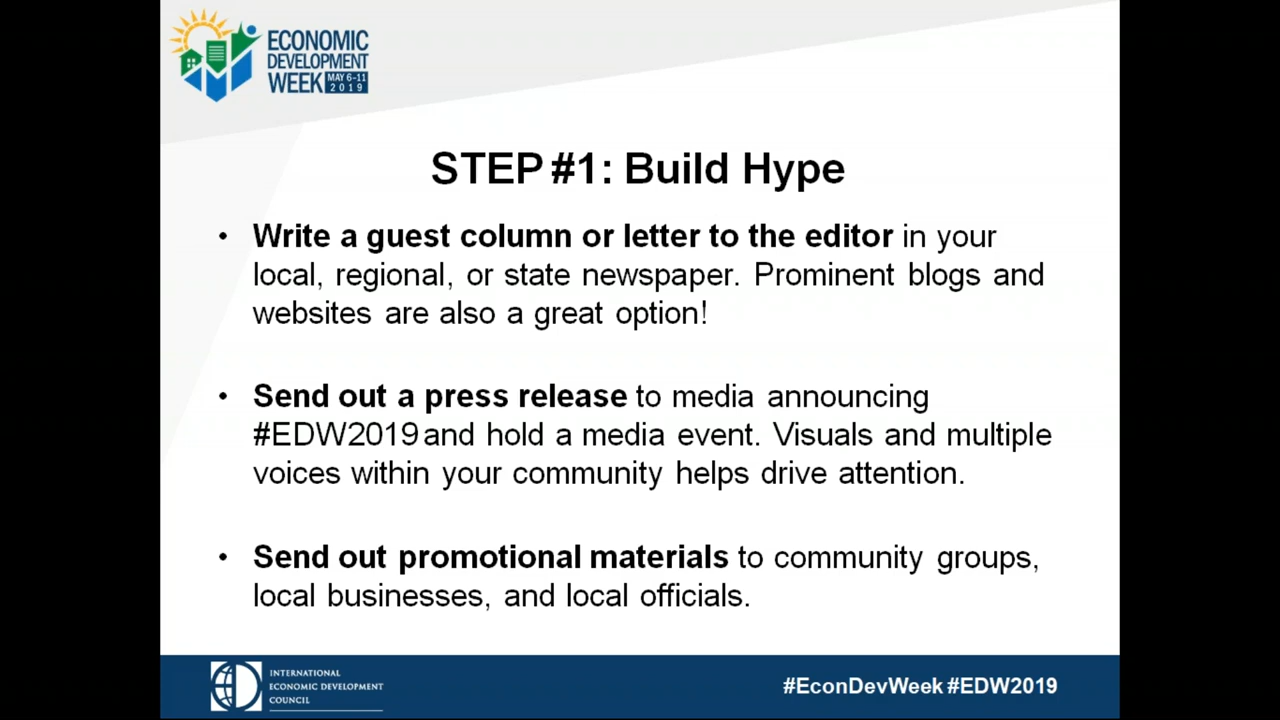 ECONOMIC
DEVELOPMENT
WEEK MAY 6-11
2019
STEP #1: Build Hype
• Write a guest column or letter to the editor in your
local, regional, or state newspaper. Prominent blogs and
websites are also a great option!
• Send out a press release to media announcing
#EDW2019 and hold a media event. Visuals and multiple
voices within your community helps drive attention.
• Send out promotional materials to community groups,
local businesses, and local officials.
INTERNATIONAL
ECONOMIC DEVELOPMENT
COUNCIL
#EconDevWeek #EDW2019